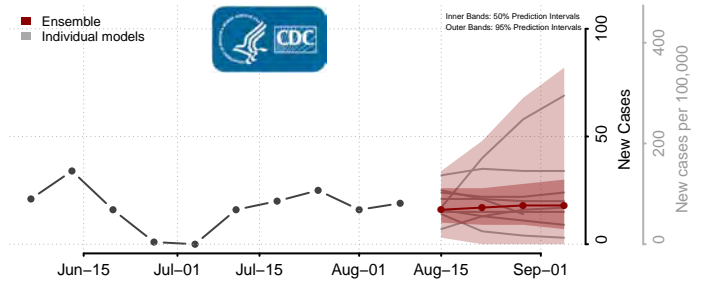 Ensemble
Individual models
CDC
Inner Bands: 50% Prediction Intervals
Outer Bands: 95% Prediction Intervals
0
50
100
New Cases
0
200
400
New cases per 100,000
Jun–15
Jul–01
Jul–15
Aug–01
Aug–15
Sep–01